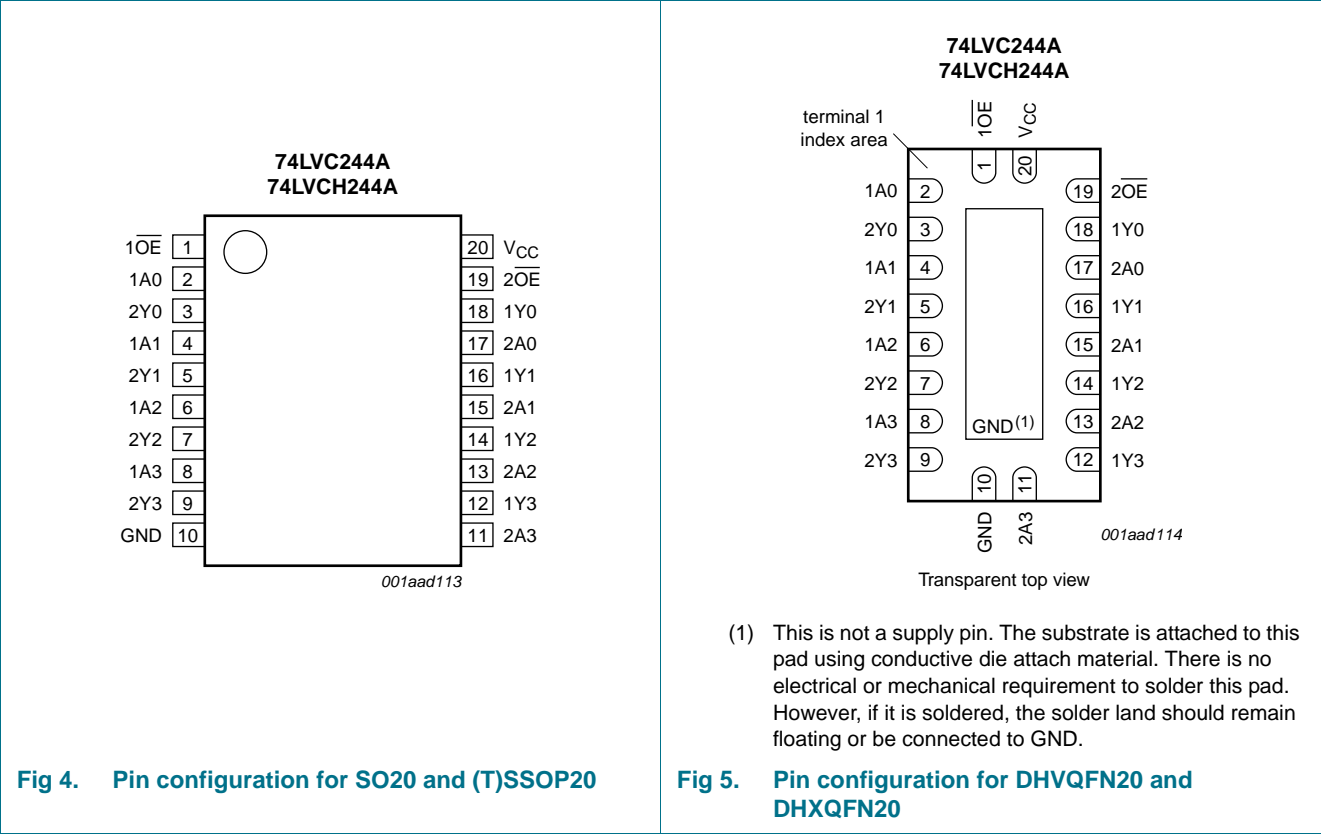 74LVC244A
74LVCH244A
1O̅E̅ 1
1A0 2
2Y0 3
1A1 4
2Y1 5
1A2 6
2Y2 7
1A3 8
2Y3 9
GND 10
20 VCC
19 2O̅E̅
18 1Y0
17 2A0
16 1Y1
15 2A1
14 1Y2
13 2A2
12 1Y3
11 2A3
001aad113
Fig 4. Pin configuration for SO20 and (T)SSOP20
74LVC244A
74LVCH244A
terminal 1
index area
1O̅E̅
VCC
1
20
1A0 2
2Y0 3
1A1 4
2Y1 5
1A2 6
2Y2 7
1A3 8
2Y3 9
19 2O̅E̅
18 1Y0
17 2A0
16 1Y1
15 2A1
14 1Y2
13 2A2
12 1Y3
GND(1)
10
11
GND
2A3
001aad114
Transparent top view
(1) This is not a supply pin. The substrate is attached to this
pad using conductive die attach material. There is no
electrical or mechanical requirement to solder this pad.
However, if it is soldered, the solder land should remain
floating or be connected to GND.
Fig 5. Pin configuration for DHVQFN20 and
DHXQFN20